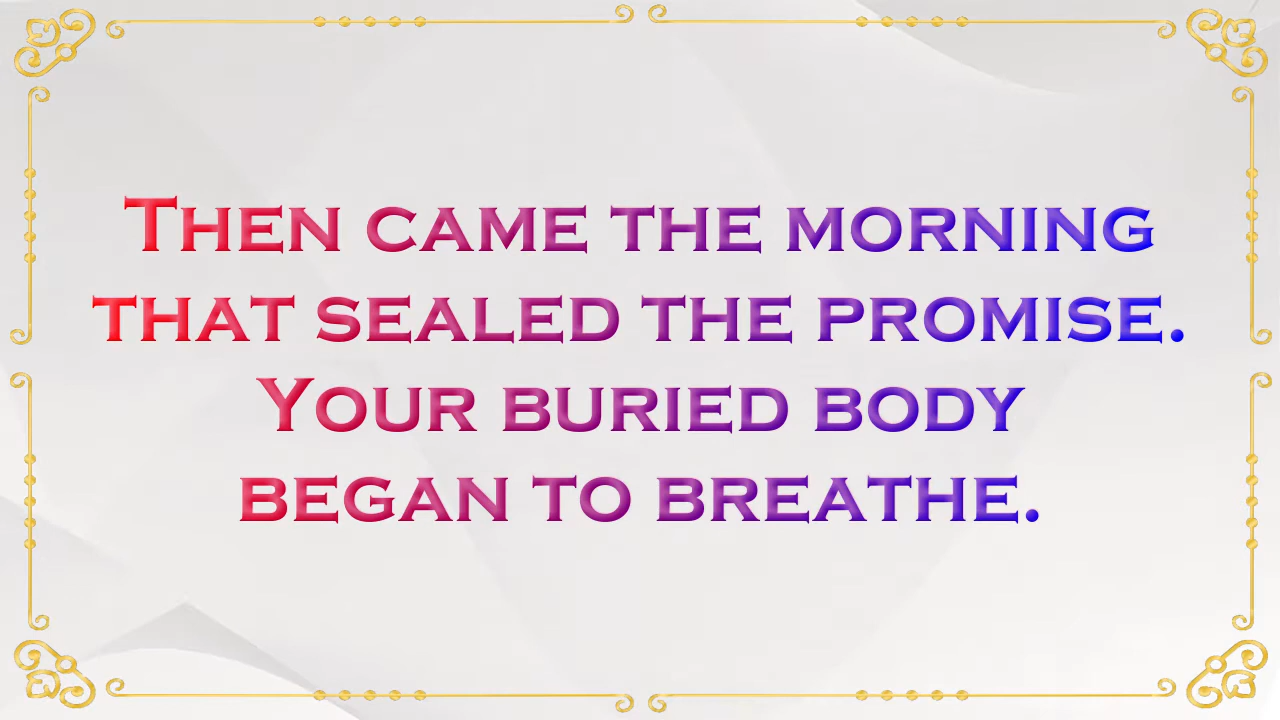 Then came the morning
that sealed the promise.
Your buried body
began to breathe.